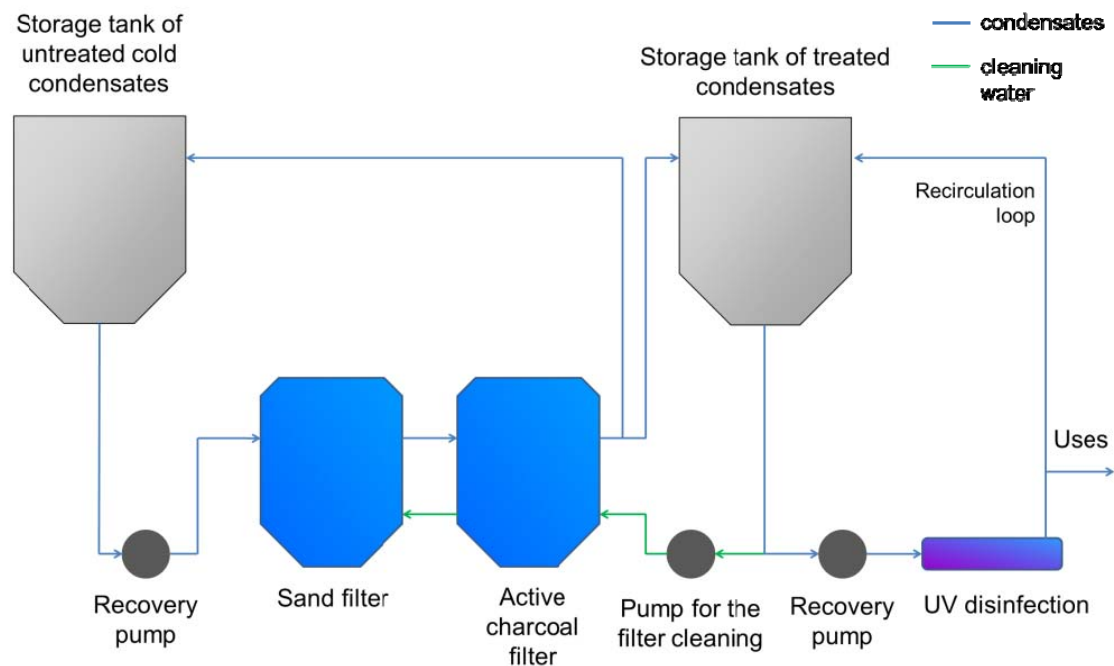 Storage tank of
untreated cold
condensates
Storage tank of treated
condensates
condensates
cleaning
water
Recirculation
loop
Uses
Recovery
pump
Sand filter
Active
charcoal
filter
Pump for the
filter cleaning
Recovery
pump
UV disinfection